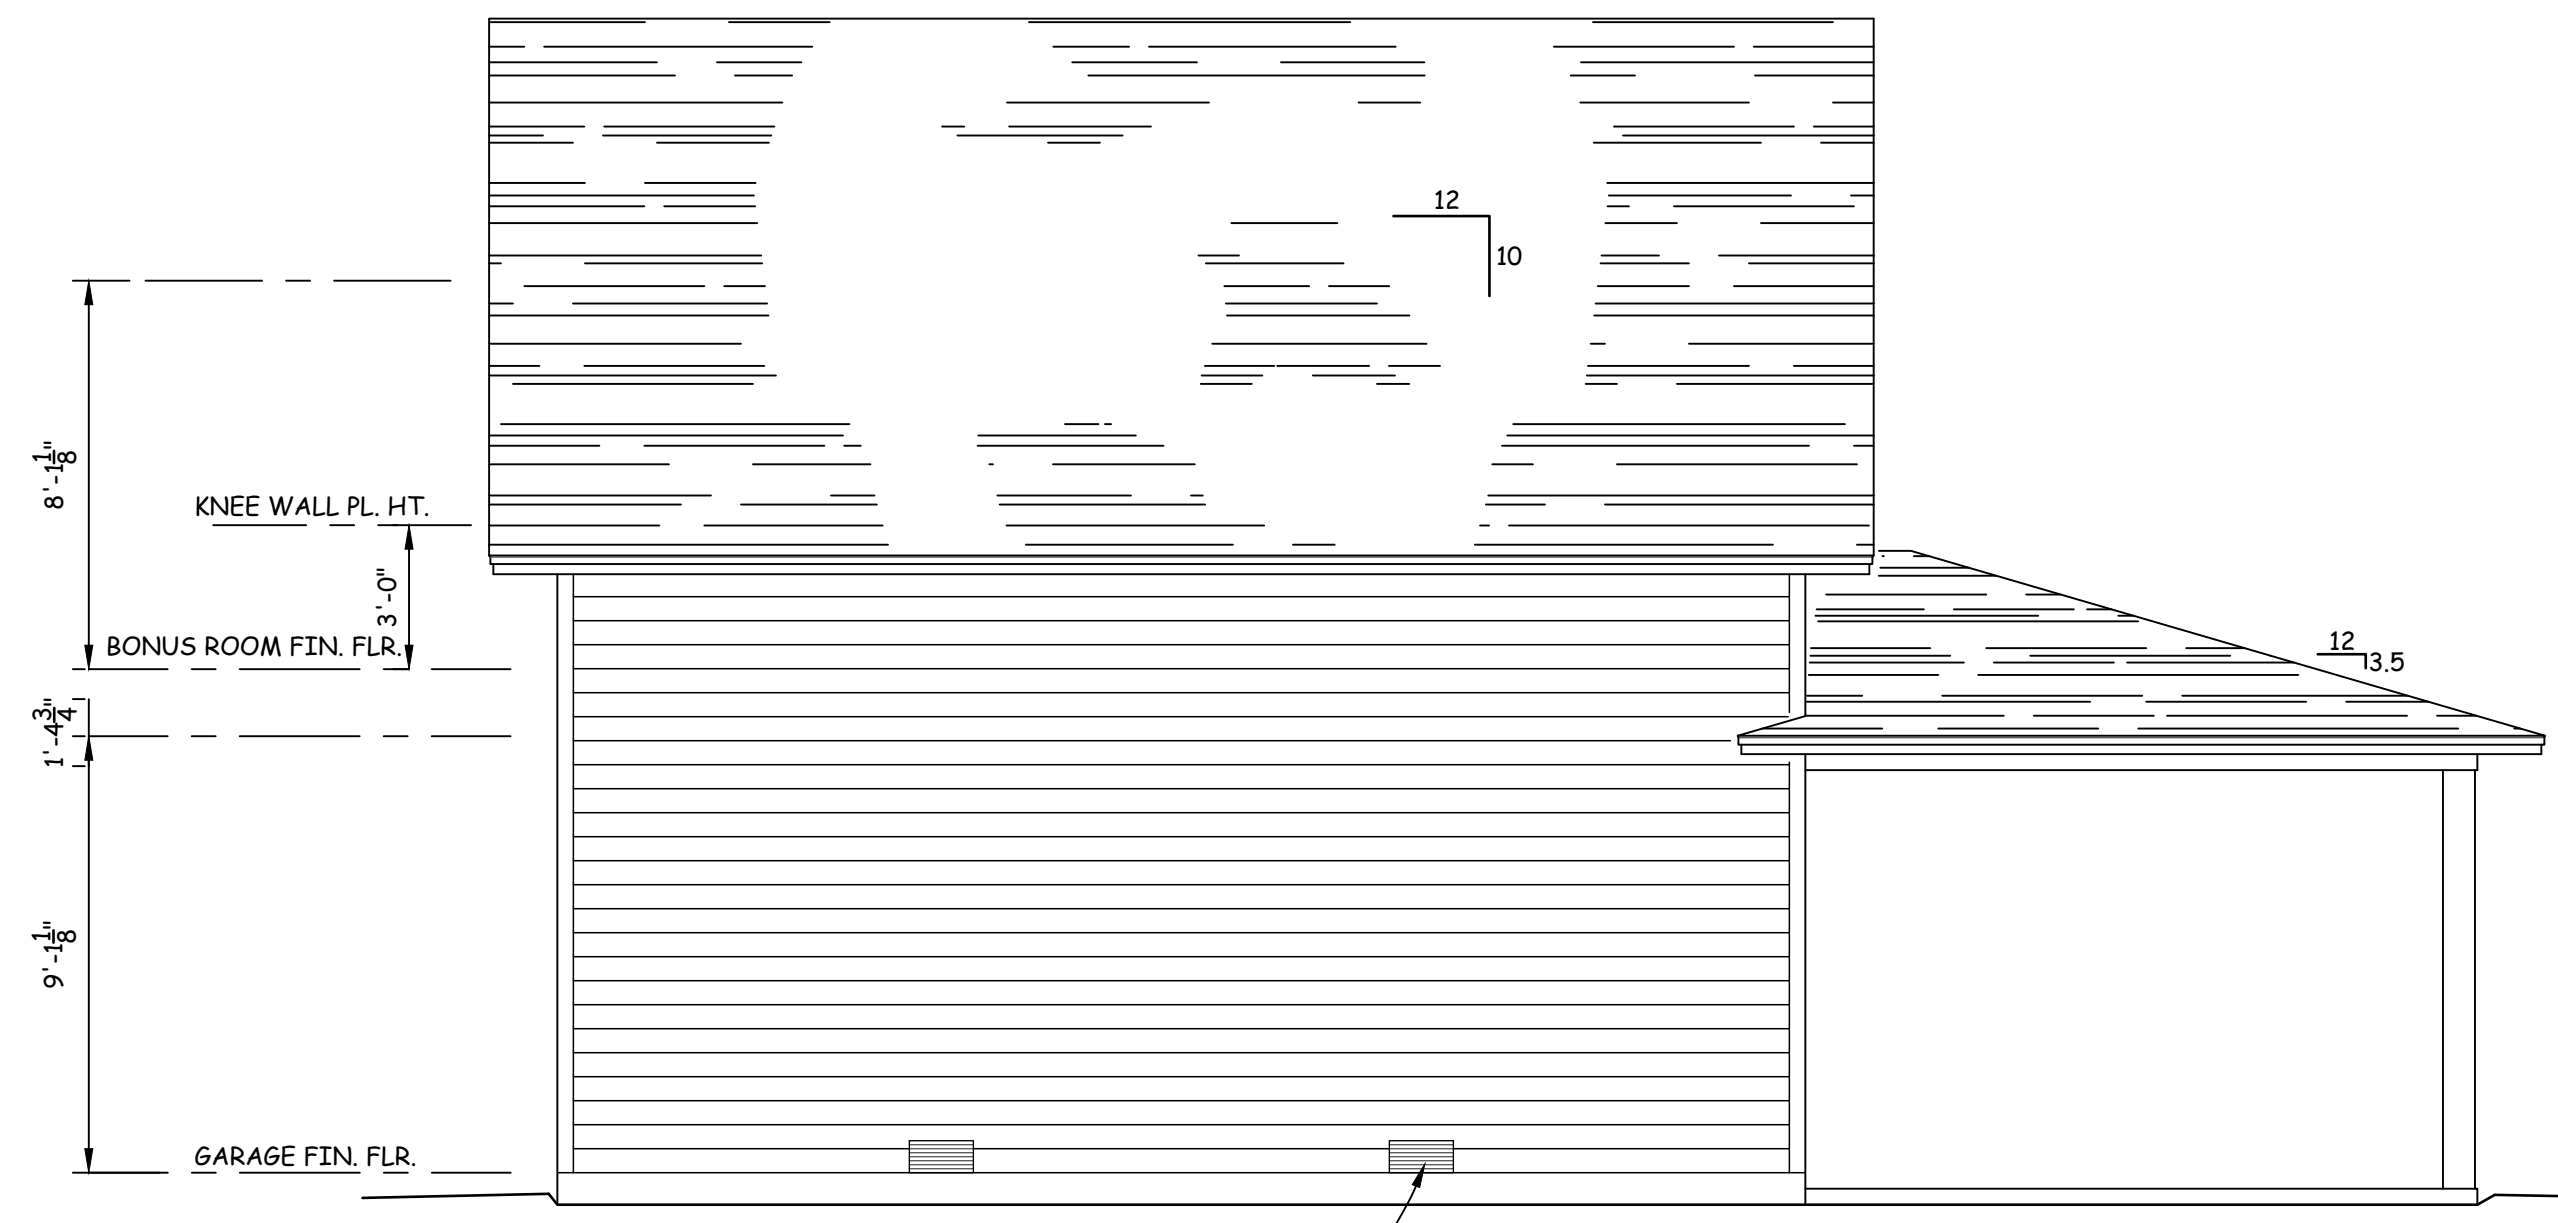 12
10
8'-1 1/8"
KNEE WALL PL. HT.
3'-0"
BONUS ROOM FIN. FLR.
12
3.5
1'-4 3/4"
9'-1 1/8"
GARAGE FIN. FLR.